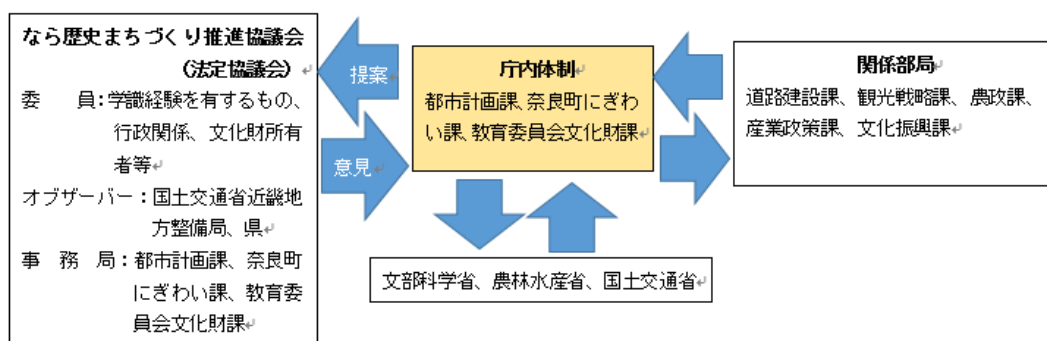 なら歴史まちづくり推進協議会
(法定協議会)
委　員:学識経験を有するもの、
行政関係、文化財所有
者等
オブザーバー：国土交通省近畿地
方整備局、県
事　務　局：都市計画課、奈良町
にぎわい課、教育委
員会文化財課
提案
意見
庁内体制
都市計画課、奈良町にぎわ
い課、教育委員会文化財課
文部科学省、農林水産省、国土交通省
関係部局
道路建設課、観光戦略課、農政課、
産業政策課、文化振興課